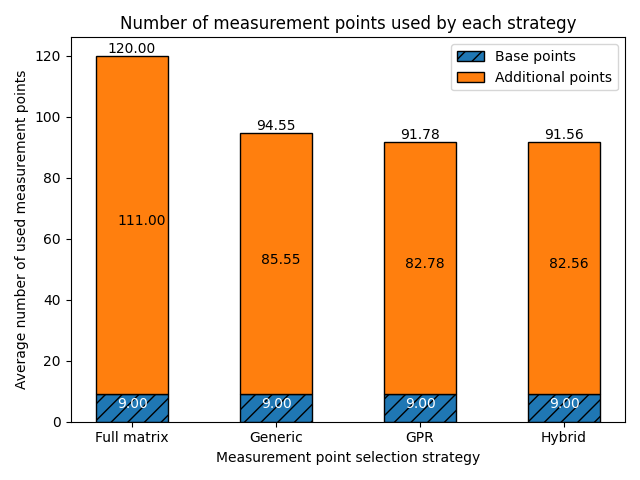 Number of measurement points used by each strategy
Base points
Additional points
Average number of used measurement points
120
100
80
60
40
20
0
120.00
94.55
91.78
91.56
111.00
85.55
82.78
82.56
9.00
9.00
9.00
9.00
Full matrix
Generic
GPR
Hybrid
Measurement point selection strategy